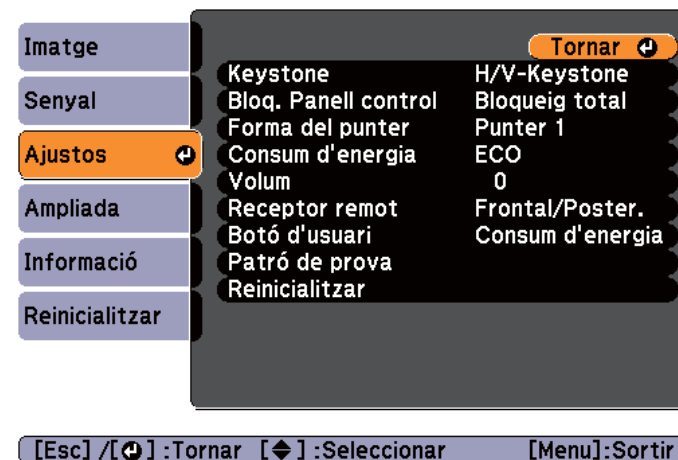 Imatge
Senyal
Ajustos
Ampliada
Informació
Reinicialitzar
Tornar
Keystone H/V-Keystone
Bloq. Panell control Bloqueig total
Forma del punter Punter 1
Consum d'energia ECO
Volum 0
Receptor remot Frontal/Poster.
Botó d'usuari Consum d'energia
Patró de prova
Reinicialitzar
[Esc] /[⏎] :Tornar [◆] :Seleccionar [Menu]:Sortir